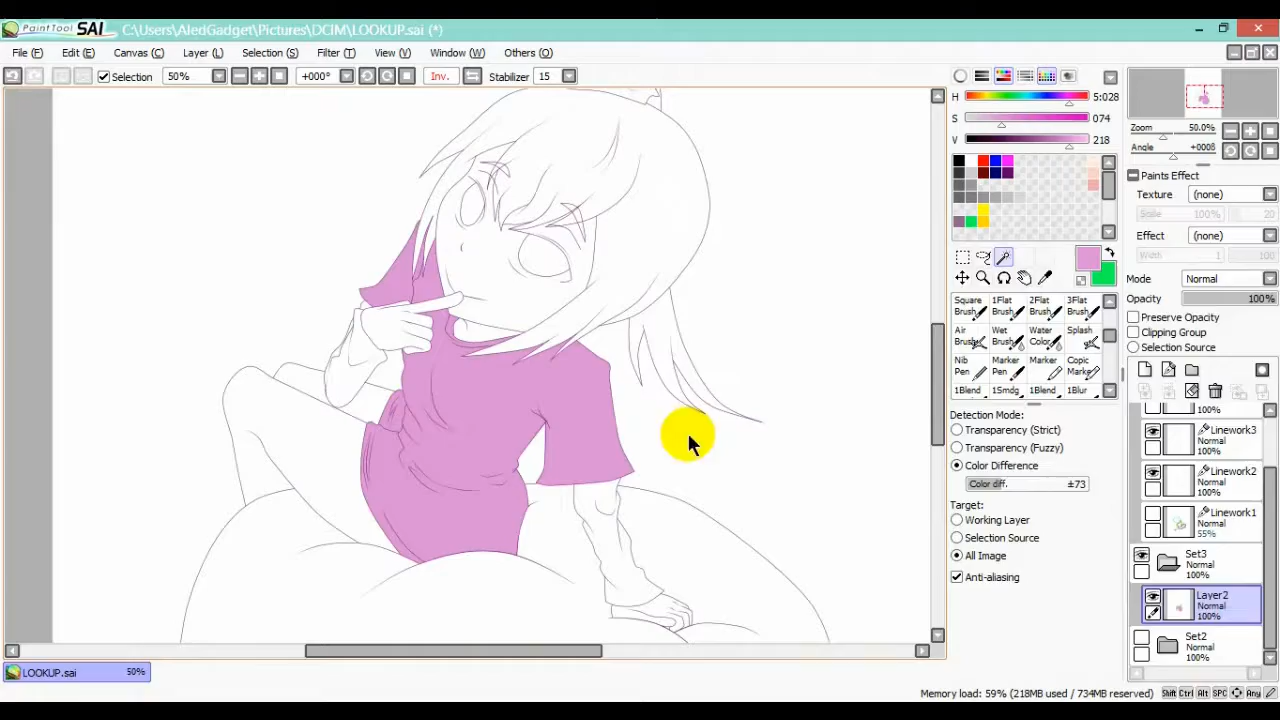 PaintTool SAI C:\Users\AledGadget\Pictures\DCIM\LOOKUP.sai (*)
File (F) Edit (E) Canvas (C) Layer (L) Selection (S) Filter (T) View (V) Window (W) Others (O)
Selection 50% +000° Inv. Stabilizer 15
H 5:028
S 074
V 218
Square Brush 1Flat Brush 2Flat Brush 3Flat Brush
Air Brush Wet Brush Water Color Splash
Nib Pen Marker Pen Marker Copic Marke
1Blend 1Smdg 1Blend 1Blur
Detection Mode:
Transparency (Strict)
Transparency (Fuzzy)
Color Difference
Color diff. ±73
Target:
Working Layer
Selection Source
All Image
Anti-aliasing
Zoom 50.0%
Angle +000ß
Paints Effect
Texture (none)
Scale 100% 20
Effect (none)
Width 1 100
Mode Normal
Opacity 100%
Preserve Opacity
Clipping Group
Selection Source
100%
Linework3
Normal
100%
Linework2
Normal
100%
Linework1
Normal
55%
Set3
Normal
100%
Layer2
Normal
100%
Set2
Normal
100%
LOOKUP.sai 50%
Memory load: 59% (218MB used / 734MB reserved) Shift Ctrl Alt SPC Any